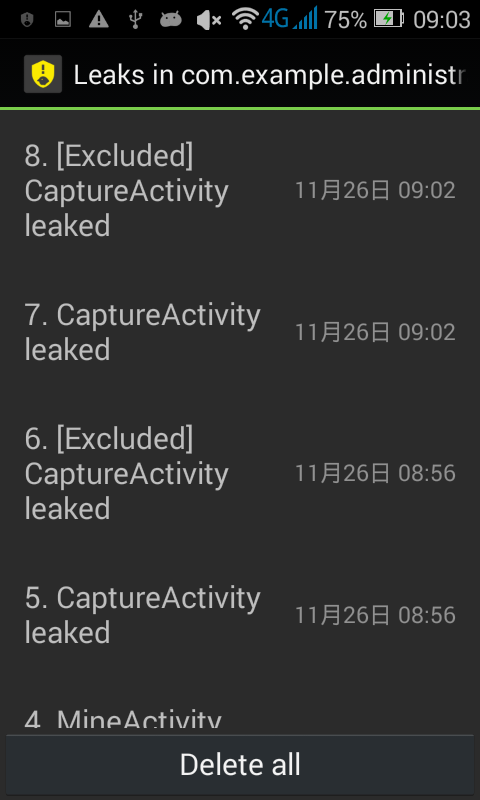 4G 75% 09:03
Leaks in com.example.administr
8. [Excluded]
CaptureActivity
leaked
11月26日 09:02
7. CaptureActivity
leaked
11月26日 09:02
6. [Excluded]
CaptureActivity
leaked
11月26日 08:56
5. CaptureActivity
leaked
11月26日 08:56
4. MineActivity
Delete all